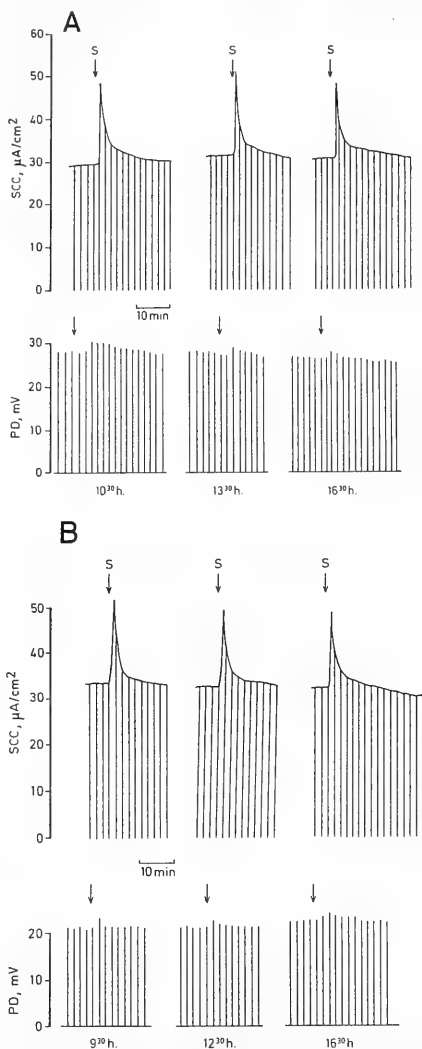 A
60
50
40
30
20
10
0
SCC, µA/cm²
S S S
10 min
30
20
10
0
PD, mV
10³⁰ h. 13³⁰ h. 16³⁰ h.
B
S S S
50
40
30
20
10
0
SCC, µA/cm²
10 min
20
10
0
PD, mV
9³⁰ h. 12³⁰ h. 16³⁰ h